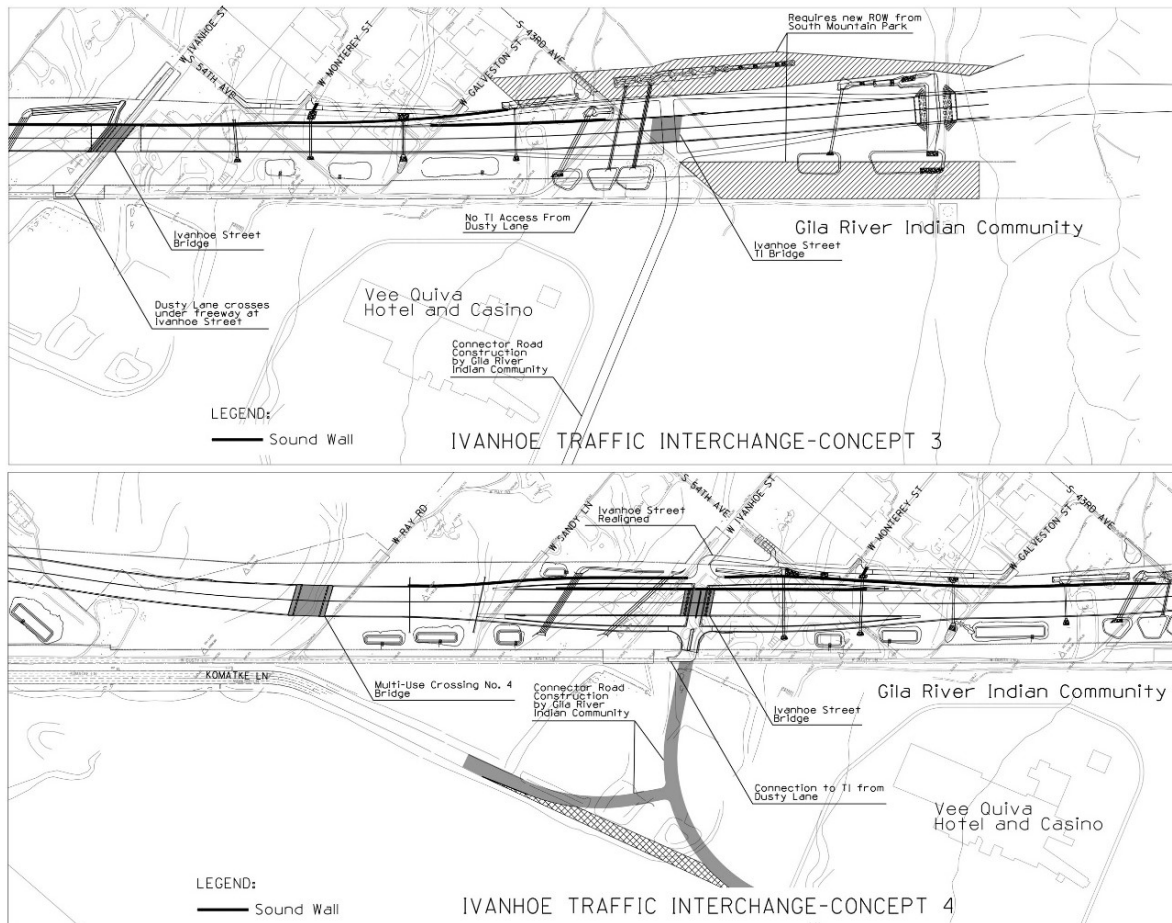 Requires new ROW from
South Mountain Park
W IVANHOE ST
S 54TH AVE
W MONTEREY ST
W GALVESTON ST
S 43RD AVE
No TI Access From
Dusty Lane
Gila River Indian Community
Ivanhoe Street
Bridge
Ivanhoe Street
TI Bridge
Dusty Lane crosses
under freeway at
Ivanhoe Street
Vee Quiva
Hotel and Casino
Connector Road
Construction
by Gila River
Indian Community
LEGEND:
Sound Wall
IVANHOE TRAFFIC INTERCHANGE-CONCEPT 3
Ivanhoe Street
Realigned
W RAY RD
W SANDY LN
S 54TH AVE
W IVANHOE ST
W MONTEREY ST
W GALVESTON ST
S 43RD AVE
KOMATKE LN
Multi-Use Crossing No. 4
Bridge
Connector Road
Construction
by Gila River
Indian Community
Gila River Indian Community
Ivanhoe Street
Bridge
Connection to TI from
Dusty Lane
Vee Quiva
Hotel and Casino
LEGEND:
Sound Wall
IVANHOE TRAFFIC INTERCHANGE-CONCEPT 4